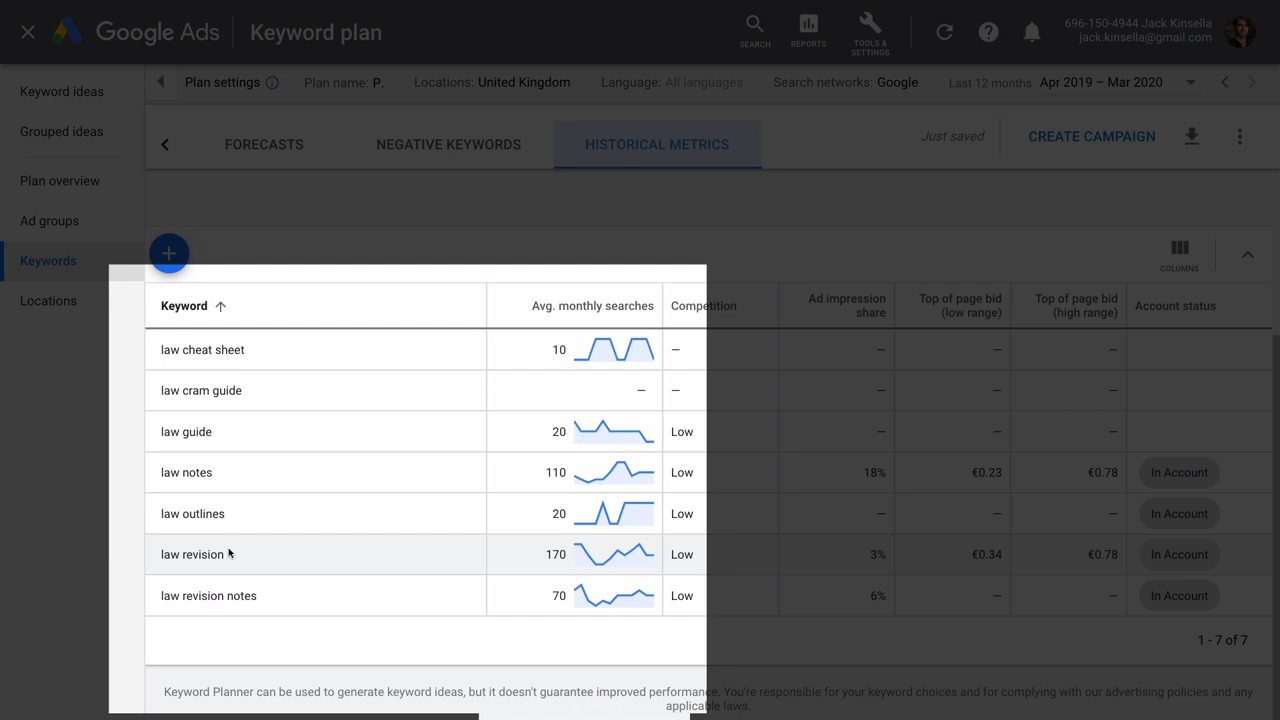 Google Ads Keyword plan
SEARCH
REPORTS
TOOLS &
SETTINGS
696-150-4944 Jack Kinsella
jack.kinsella@gmail.com
Keyword ideas
Grouped ideas
Plan overview
Ad groups
Keywords
Locations
Plan settings Plan name: P. Locations: United Kingdom Language: All languages Search networks: Google Last 12 months Apr 2019 – Mar 2020
FORECASTS NEGATIVE KEYWORDS HISTORICAL METRICS Just saved CREATE CAMPAIGN
COLUMNS
Keyword Avg. monthly searches Competition Ad impression share Top of page bid (low range) Top of page bid (high range) Account status
law cheat sheet 10 – – – –
law cram guide – – – – –
law guide 20 Low – – –
law notes 110 Low 18% €0.23 €0.78 In Account
law outlines 20 Low – – – In Account
law revision 170 Low 3% €0.34 €0.78 In Account
law revision notes 70 Low 6% – – In Account
1 - 7 of 7
Keyword Planner can be used to generate keyword ideas, but it doesn't guarantee improved performance. You're responsible for your keyword choices and for complying with our advertising policies and any
applicable laws.